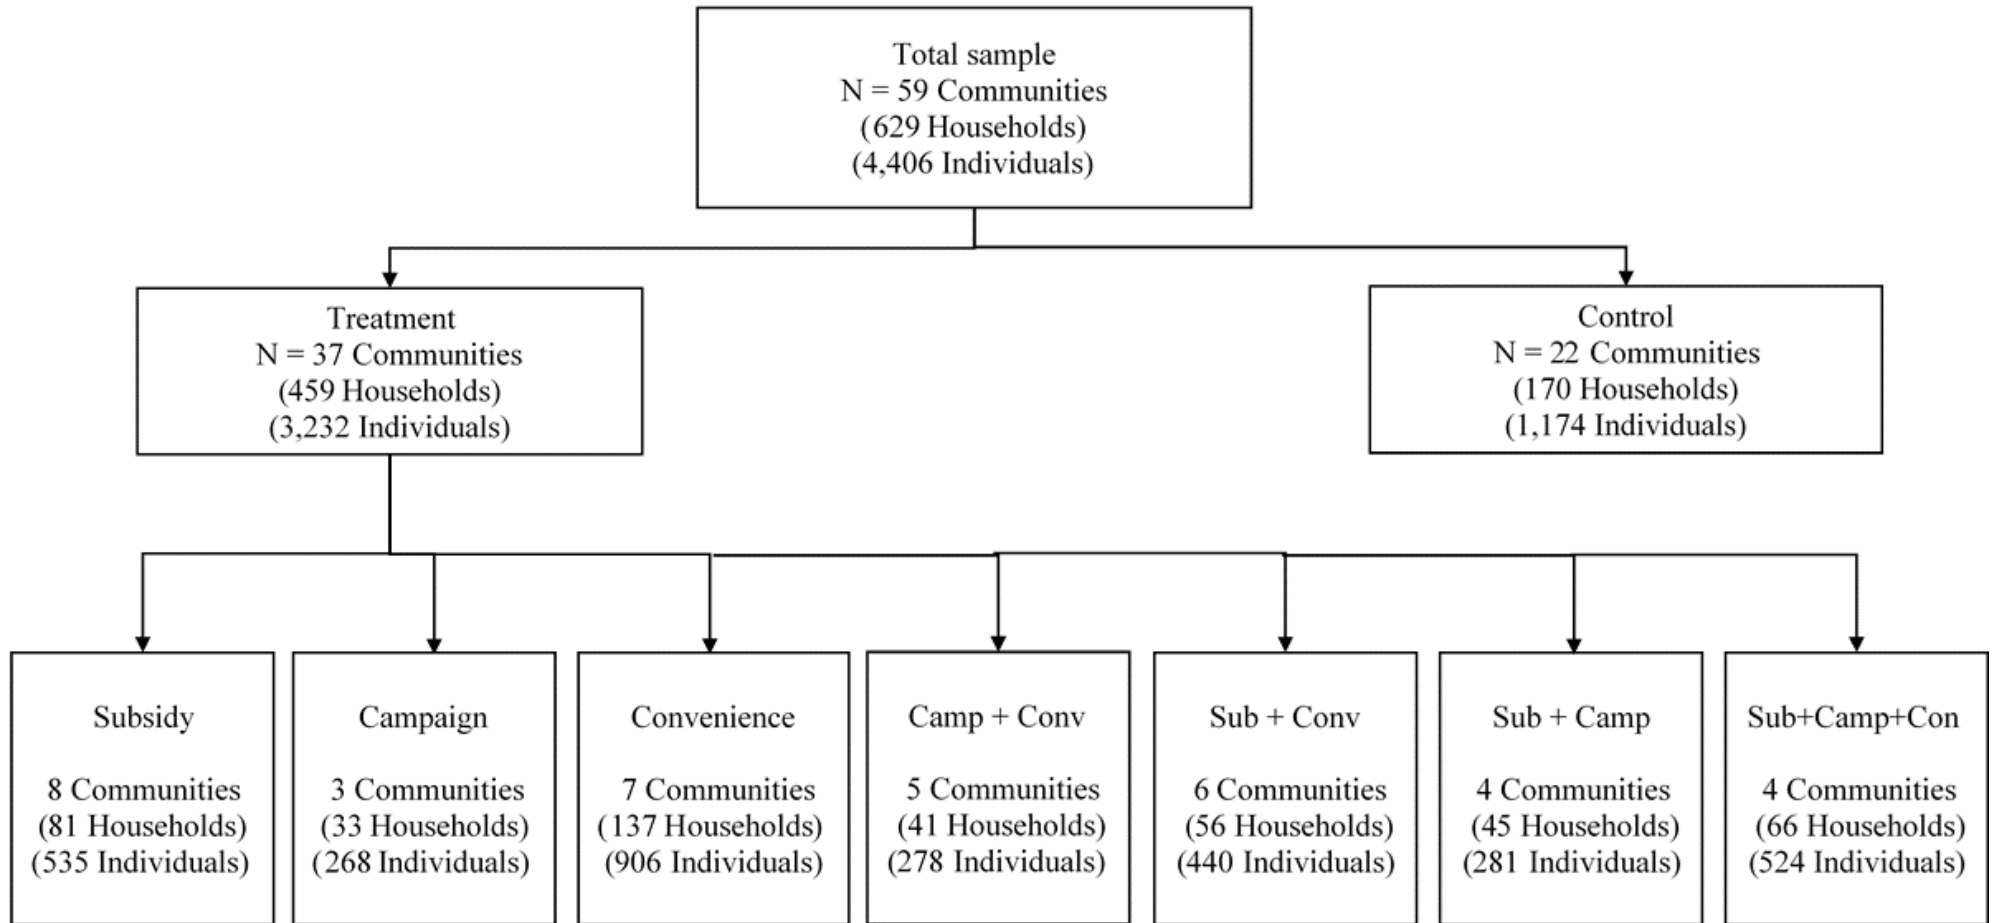 Total sample
N = 59 Communities
(629 Households)
(4,406 Individuals)
Treatment
N = 37 Communities
(459 Households)
(3,232 Individuals)
Control
N = 22 Communities
(170 Households)
(1,174 Individuals)
Subsidy
8 Communities
(81 Households)
(535 Individuals)
Campaign
3 Communities
(33 Households)
(268 Individuals)
Convenience
7 Communities
(137 Households)
(906 Individuals)
Camp + Conv
5 Communities
(41 Households)
(278 Individuals)
Sub + Conv
6 Communities
(56 Households)
(440 Individuals)
Sub + Camp
4 Communities
(45 Households)
(281 Individuals)
Sub+Camp+Con
4 Communities
(66 Households)
(524 Individuals)